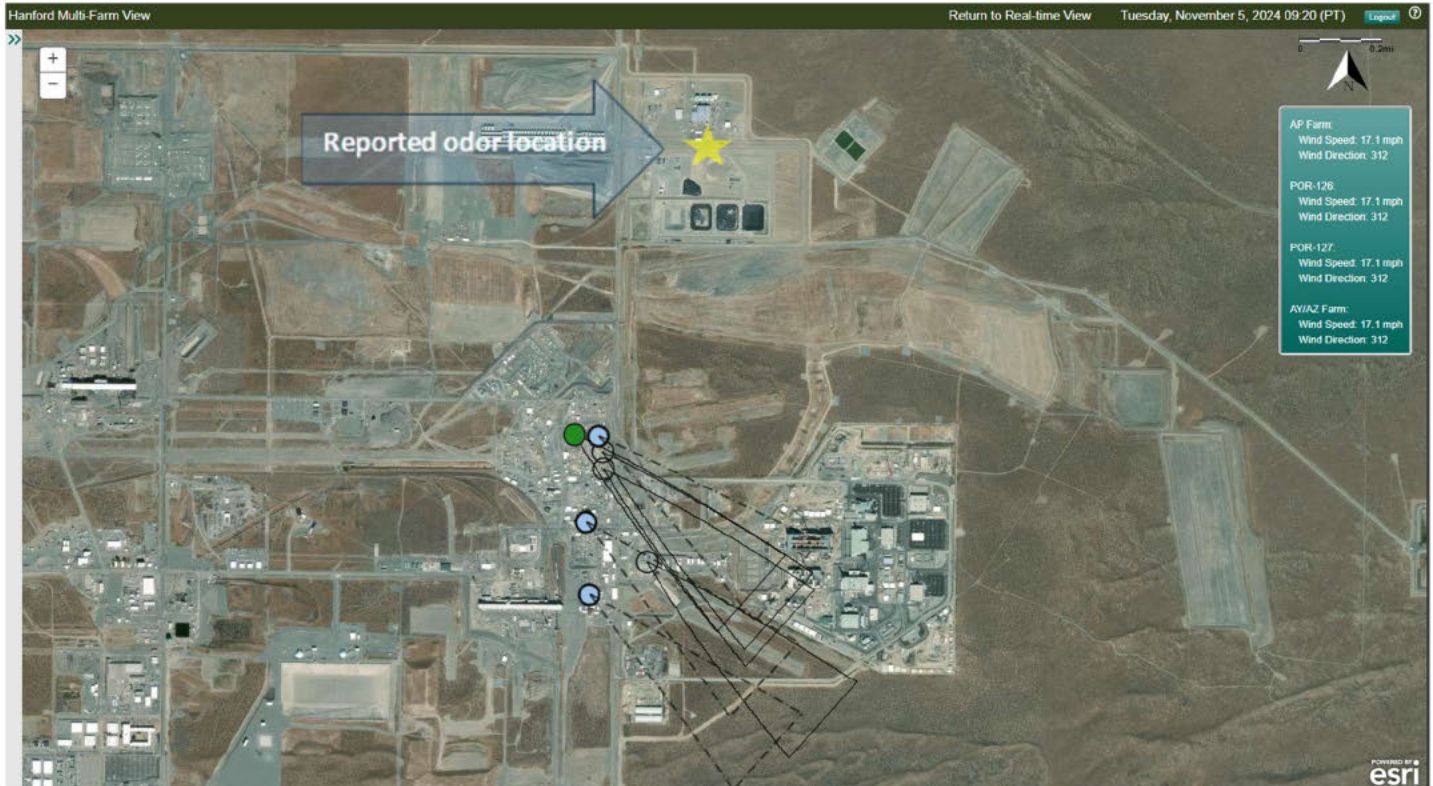 Hanford Multi-Farm View
Return to Real-time View
Tuesday, November 5, 2024 09:20 (PT)
Logout
?
»
+
−
0
0.2mi
N
Reported odor location
AP Farm:
Wind Speed: 17.1 mph
Wind Direction: 312
POR-126:
Wind Speed: 17.1 mph
Wind Direction: 312
POR-127:
Wind Speed: 17.1 mph
Wind Direction: 312
AY/AZ Farm:
Wind Speed: 17.1 mph
Wind Direction: 312
POWERED BY
esri